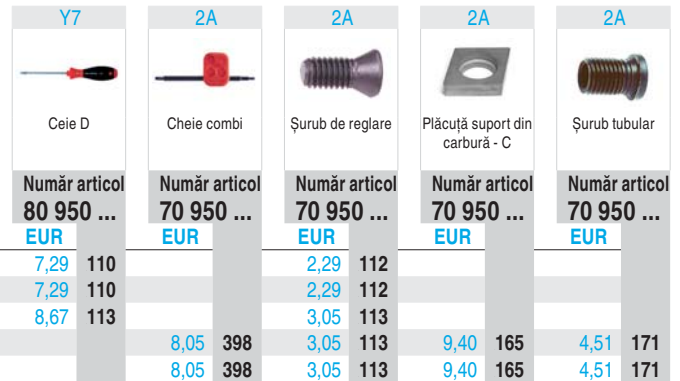 Y7 2A 2A 2A 2A
Ceie D Cheie combi Șurub de reglare Plăcuță suport din Șurub tubular
carbură - C
Număr articol Număr articol Număr articol Număr articol Număr articol
80 950 ... 70 950 ... 70 950 ... 70 950 ... 70 950 ...
EUR EUR EUR EUR EUR
7,29 110 2,29 112
7,29 110 2,29 112
8,67 113 3,05 113
8,05 398 3,05 113 9,40 165 4,51 171
8,05 398 3,05 113 9,40 165 4,51 171